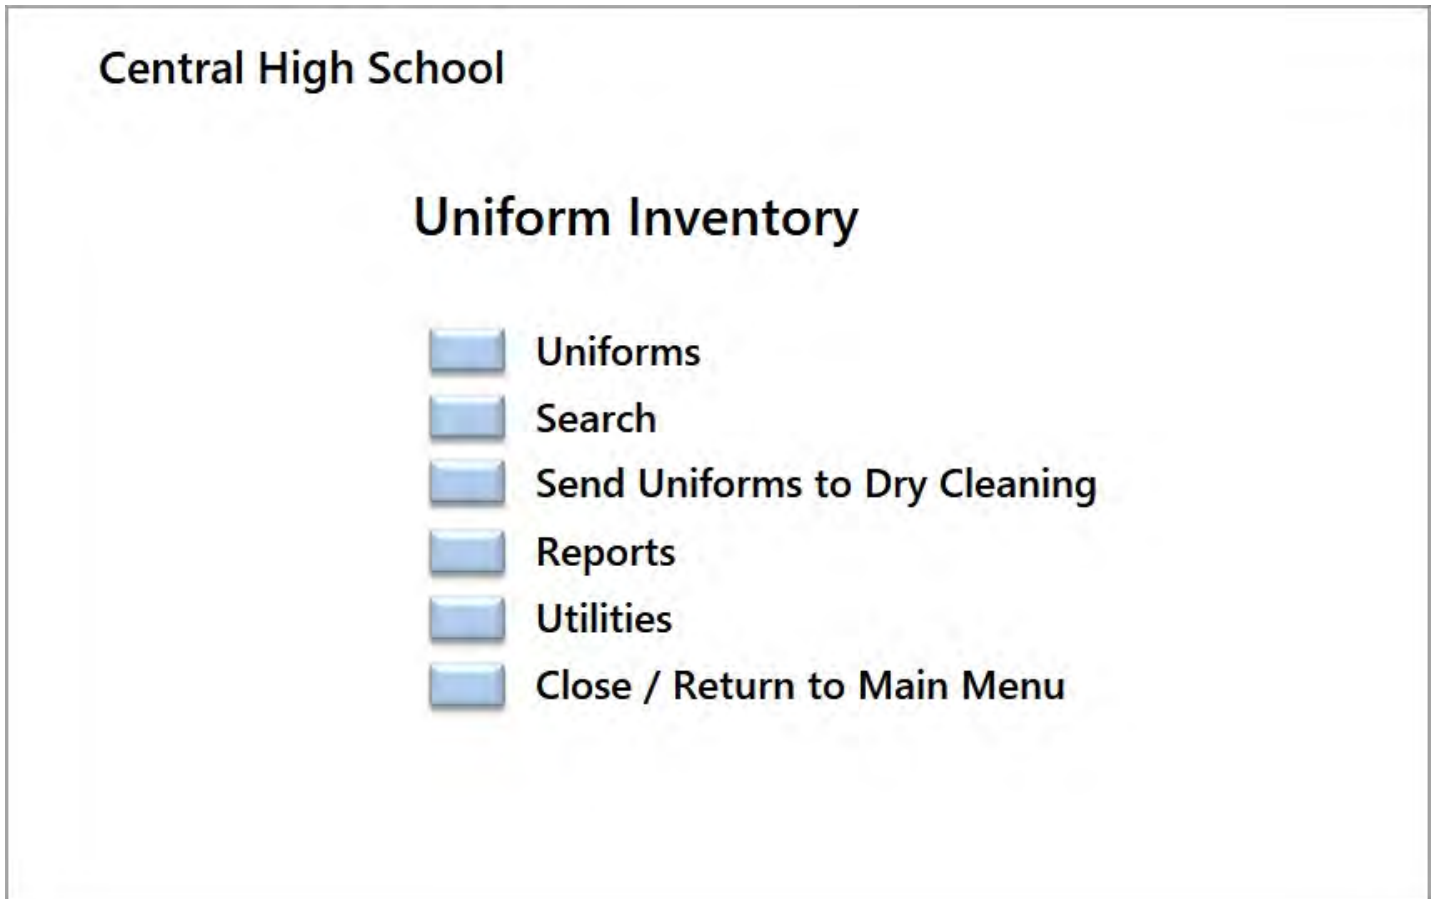 Central High School
Uniform Inventory
Uniforms
Search
Send Uniforms to Dry Cleaning
Reports
Utilities
Close / Return to Main Menu